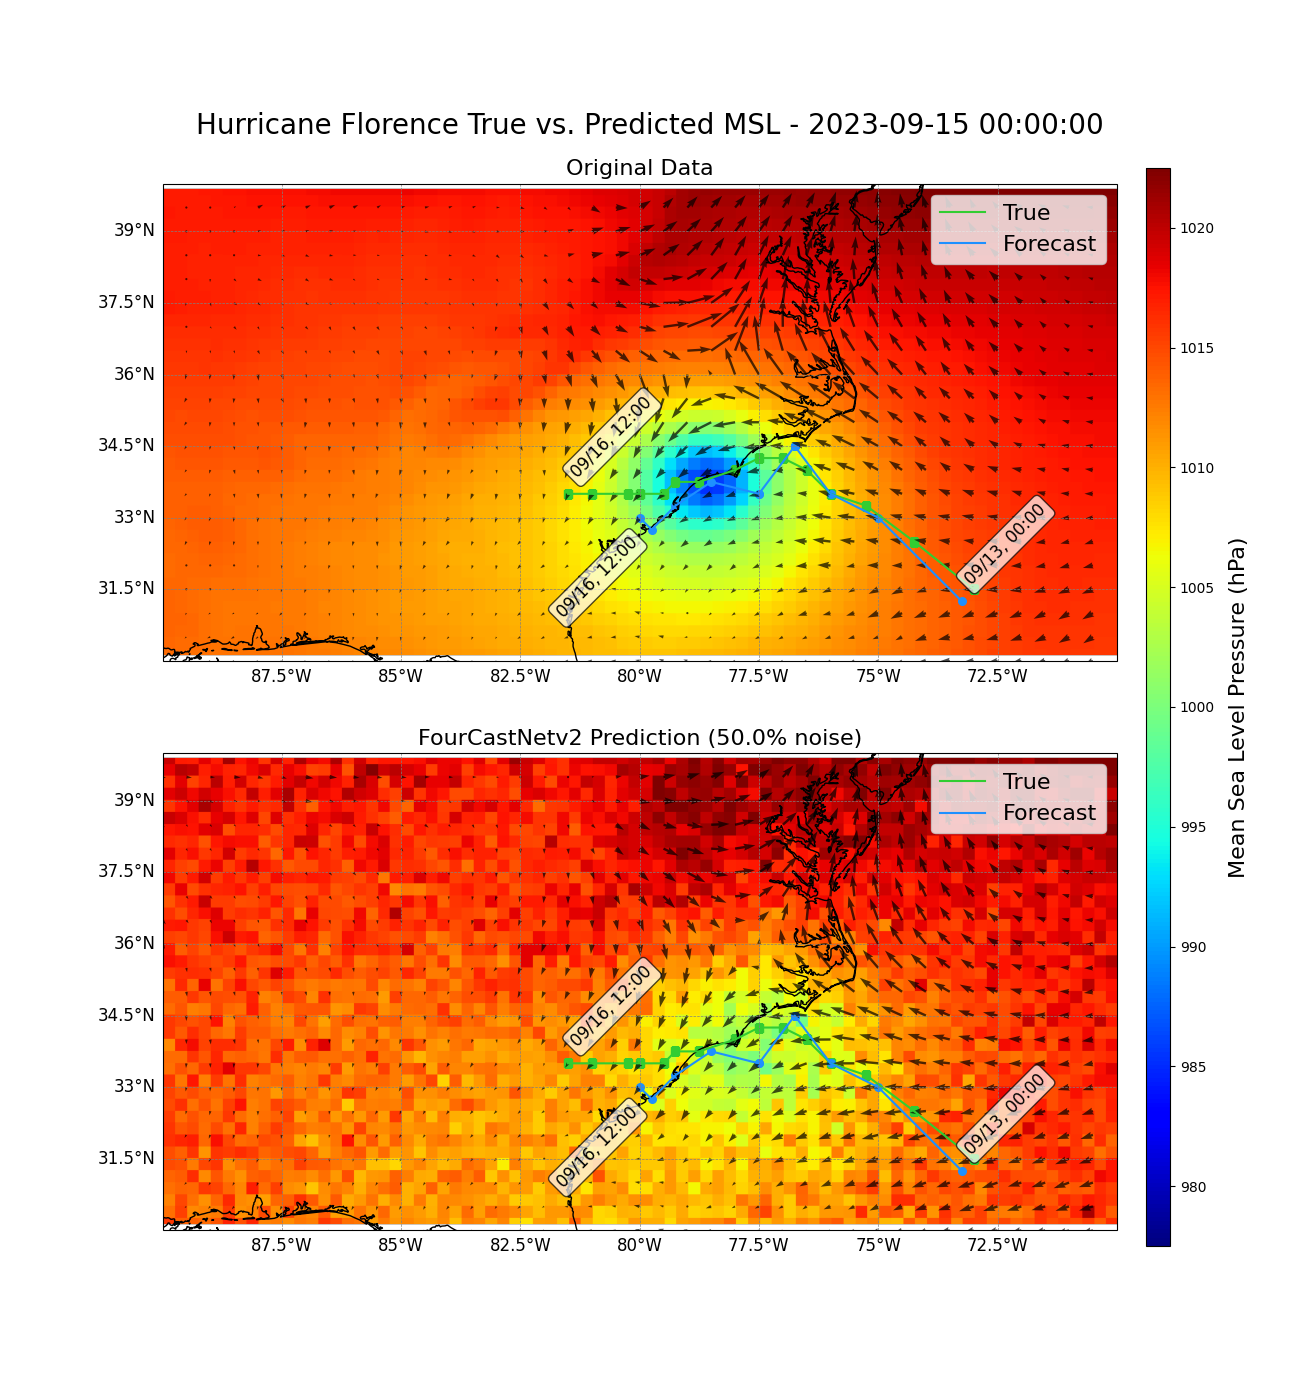 Hurricane Florence True vs. Predicted MSL - 2023-09-15 00:00:00
Original Data
True
Forecast
39°N
37.5°N
36°N
34.5°N
33°N
31.5°N
09/16, 12:00
09/16, 12:00
09/13, 00:00
87.5°W 85°W 82.5°W 80°W 77.5°W 75°W 72.5°W
FourCastNetv2 Prediction (50.0% noise)
True
Forecast
39°N
37.5°N
36°N
34.5°N
33°N
31.5°N
09/16, 12:00
09/16, 12:00
09/13, 00:00
87.5°W 85°W 82.5°W 80°W 77.5°W 75°W 72.5°W
1020
1015
1010
1005
1000
995
990
985
980
Mean Sea Level Pressure (hPa)